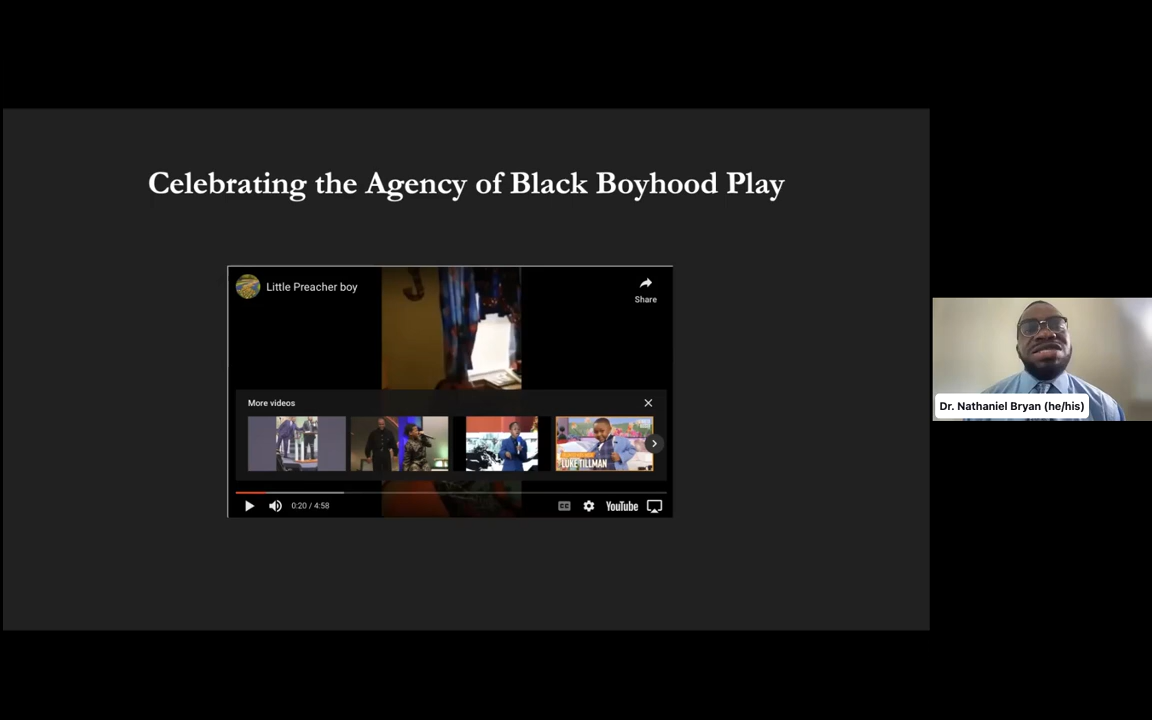 Celebrating the Agency of Black Boyhood Play
Little Preacher boy
Share
More videos
LUKE TILLMAN
0:20 / 4:58
CC
YouTube
Dr. Nathaniel Bryan (he/his)